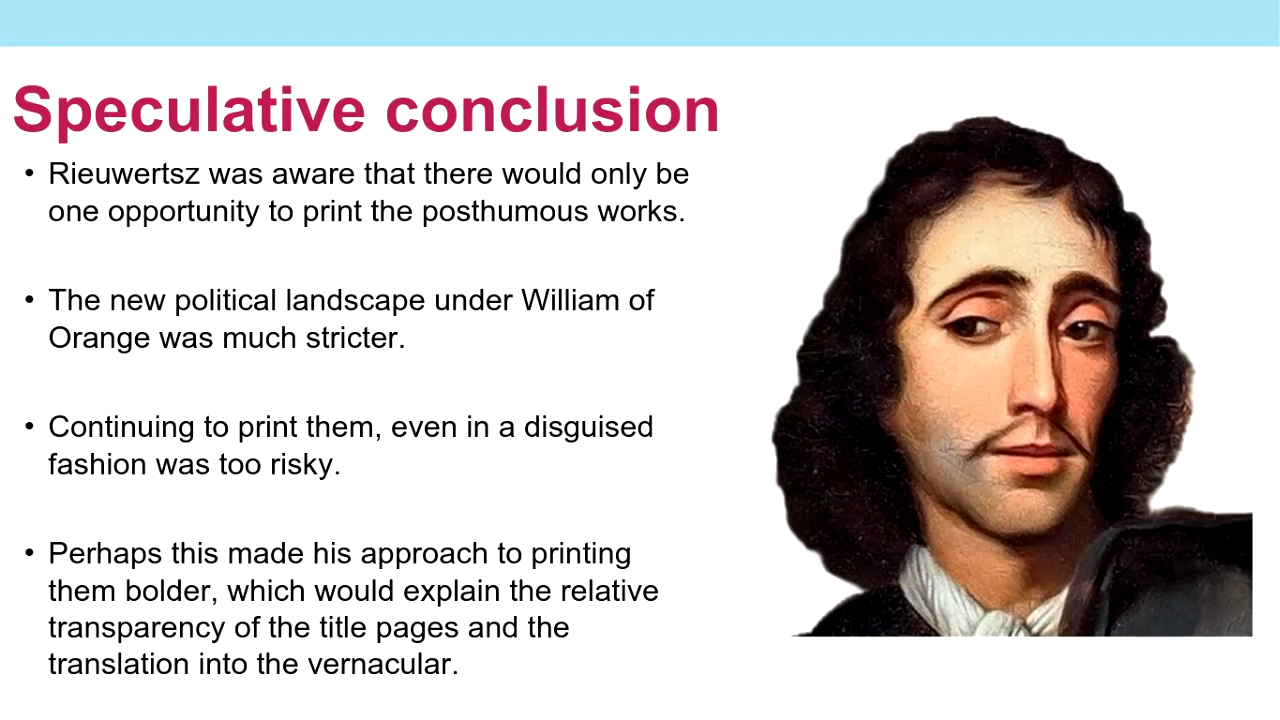 Speculative conclusion
• Rieuwertsz was aware that there would only be
one opportunity to print the posthumous works.
• The new political landscape under William of
Orange was much stricter.
• Continuing to print them, even in a disguised
fashion was too risky.
• Perhaps this made his approach to printing
them bolder, which would explain the relative
transparency of the title pages and the
translation into the vernacular.